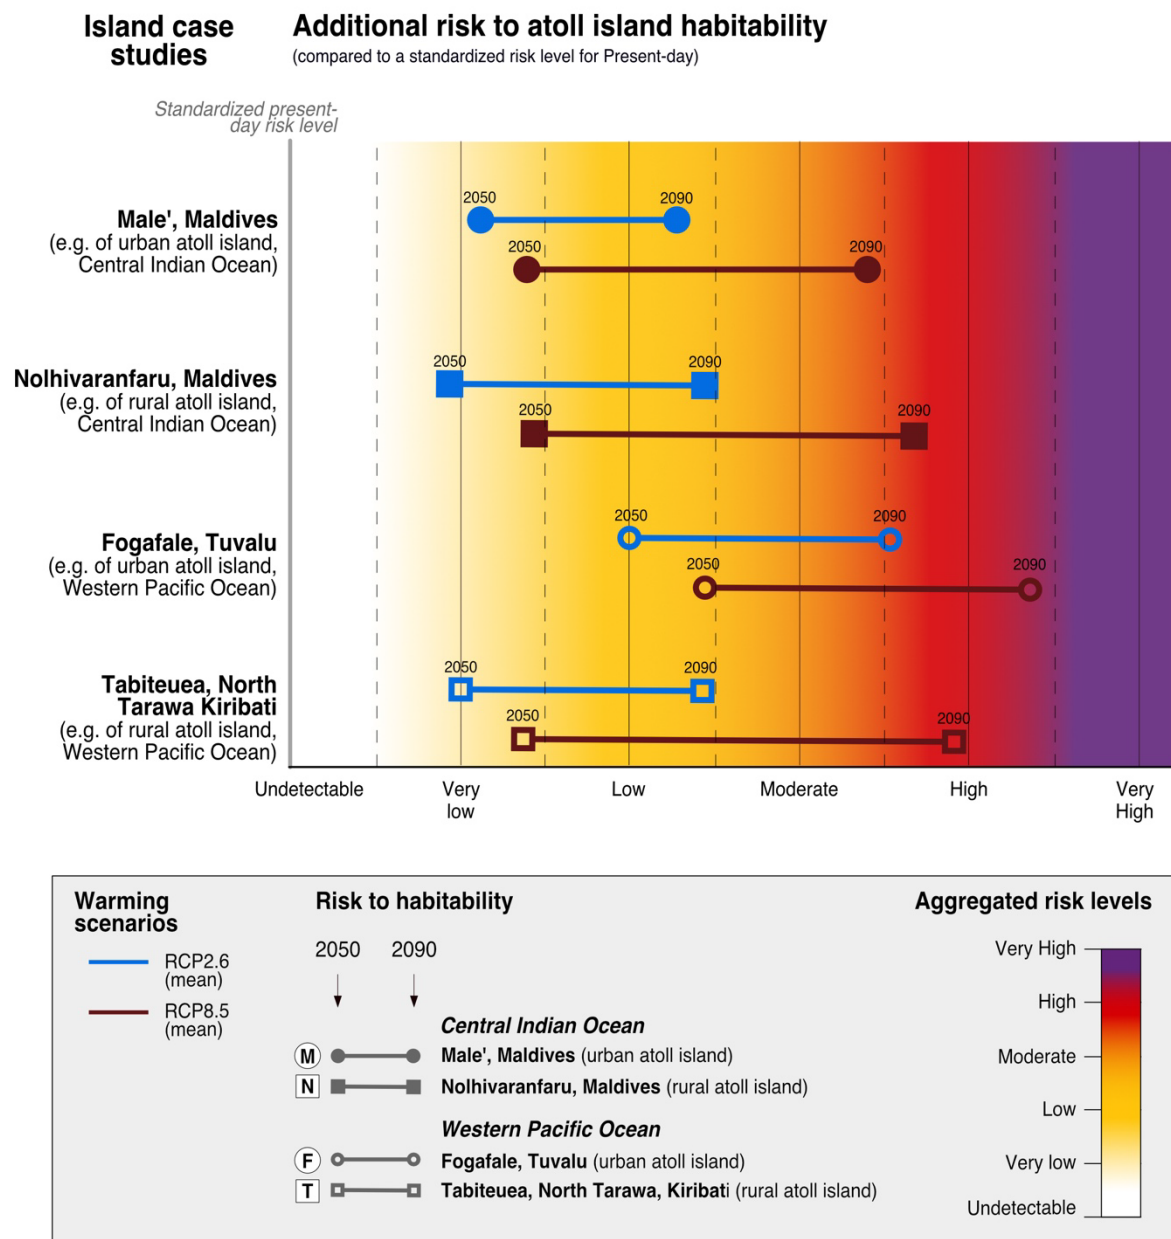 Island case
studies
Additional risk to atoll island habitability
(compared to a standardized risk level for Present-day)
Standardized present-
day risk level
Male', Maldives
(e.g. of urban atoll island,
Central Indian Ocean)
2050
2090
2050
2090
Nolhivaranfaru, Maldives
(e.g. of rural atoll island,
Central Indian Ocean)
2050
2090
2050
2090
Fogafale, Tuvalu
(e.g. of urban atoll island,
Western Pacific Ocean)
2050
2090
2050
2090
Tabiteuea, North
Tarawa Kiribati
(e.g. of rural atoll island,
Western Pacific Ocean)
2050
2090
2050
2090
Undetectable
Very
low
Low
Moderate
High
Very
High
Warming
scenarios
RCP2.6
(mean)
RCP8.5
(mean)
Risk to habitability
2050 2090
Central Indian Ocean
M Male', Maldives (urban atoll island)
N Nolhivaranfaru, Maldives (rural atoll island)
Western Pacific Ocean
F Fogafale, Tuvalu (urban atoll island)
T Tabiteuea, North Tarawa, Kiribati (rural atoll island)
Aggregated risk levels
Very High
High
Moderate
Low
Very low
Undetectable